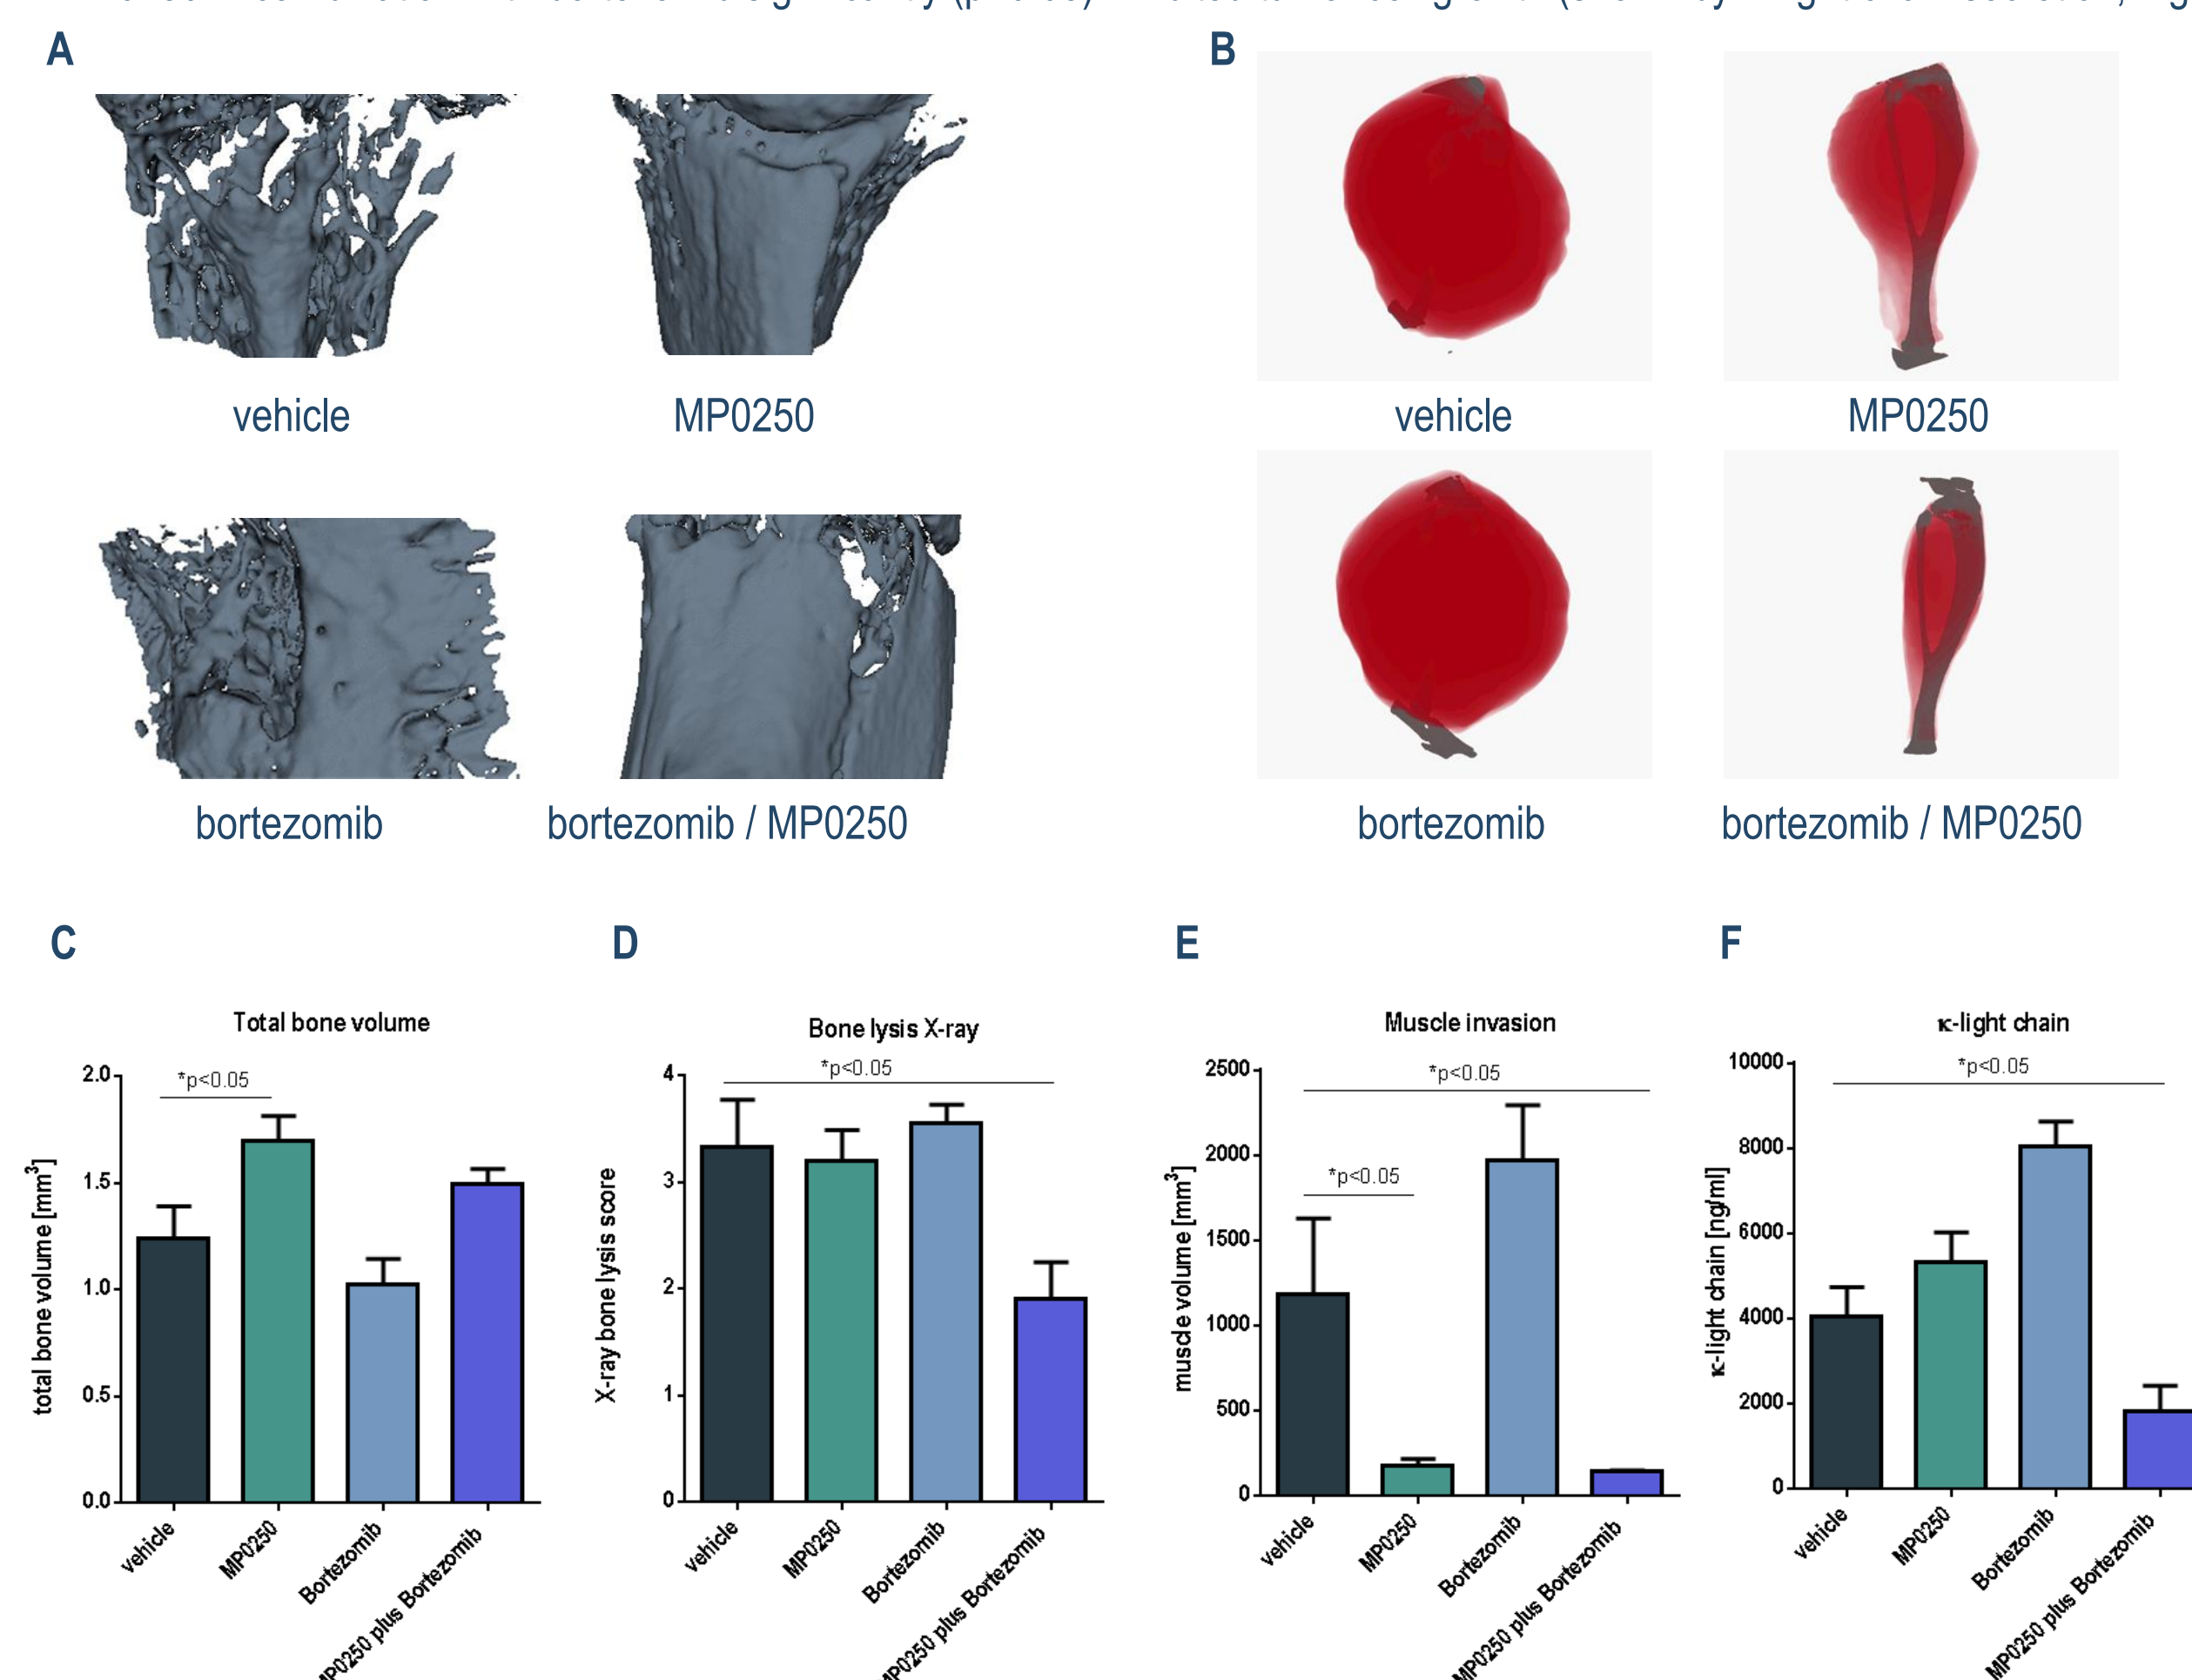 A
B
vehicle
MP0250
vehicle
MP0250
bortezomib
bortezomib / MP0250
bortezomib
bortezomib / MP0250
C
D
E
F
Total bone volume
total bone volume [mm³]
2.0
1.5
1.0
0.5
0.0
*p<0.05
vehicle
MP0250
Bortezomib
MP0250 plus Bortezomib
Bone lysis X-ray
X-ray bone lysis score
4
3
2
1
0
*p<0.05
vehicle
MP0250
Bortezomib
MP0250 plus Bortezomib
Muscle invasion
muscle volume [mm³]
2500
2000
1500
1000
500
0
*p<0.05
*p<0.05
vehicle
MP0250
Bortezomib
MP0250 plus Bortezomib
κ-light chain
κ-light chain [ng/ml]
10000
8000
6000
4000
2000
0
*p<0.05
vehicle
MP0250
Bortezomib
MP0250 plus Bortezomib